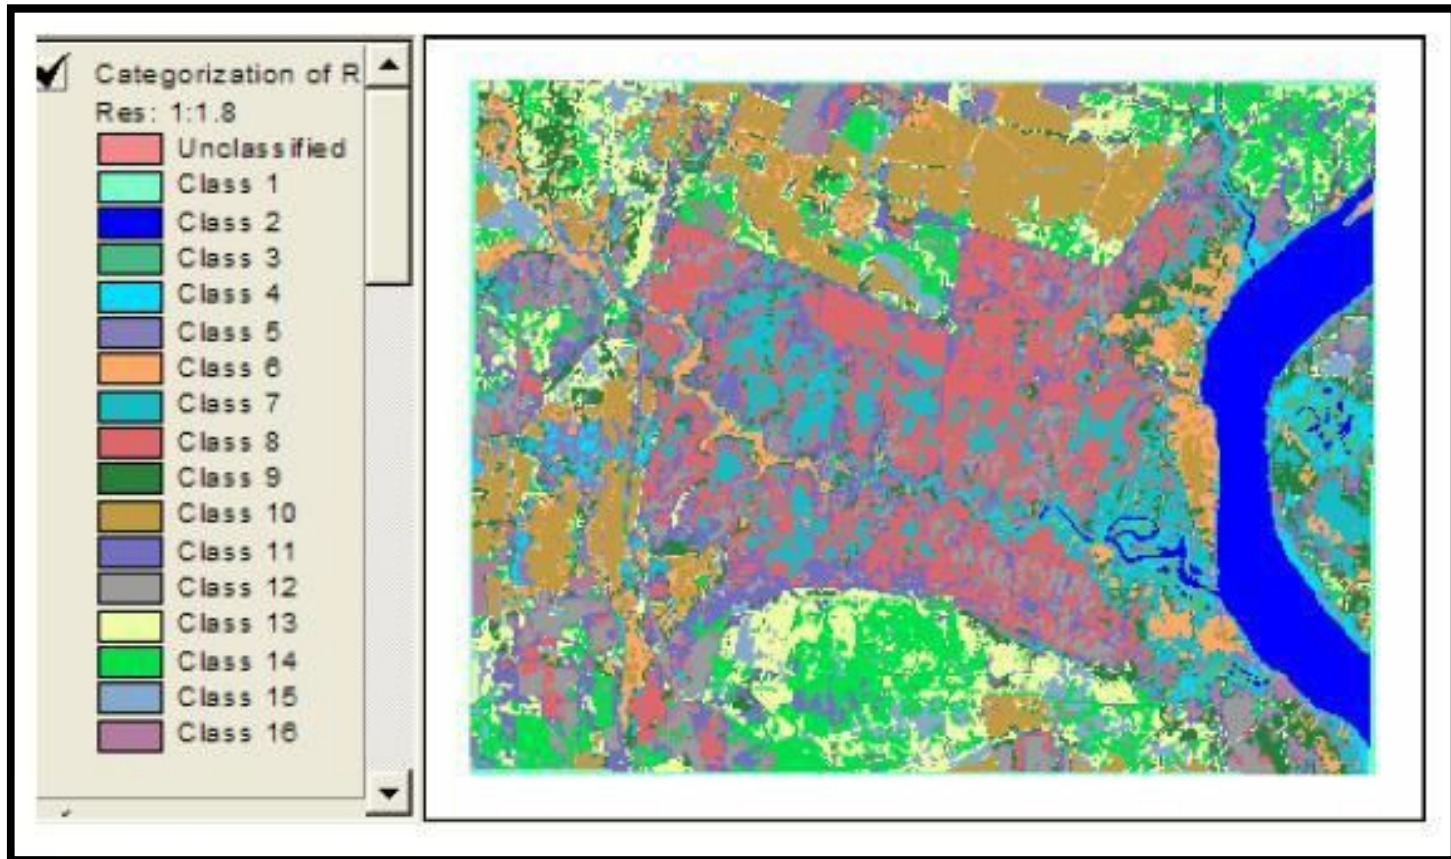 Categorization of R
Res: 1:1.8
Unclassified
Class 1
Class 2
Class 3
Class 4
Class 5
Class 6
Class 7
Class 8
Class 9
Class 10
Class 11
Class 12
Class 13
Class 14
Class 15
Class 16